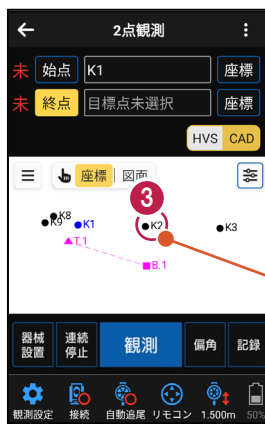 2点観測
未 始点 K1 座標
未 終点 目標点未選択 座標
HVS CAD
座標 図面
3
K8
K9 K1 K2 K3
T.1
B.1
器械設置 連続停止 観測 偏角 記録
観測設定 接続 自動追尾 リモコン 1.500m 50%